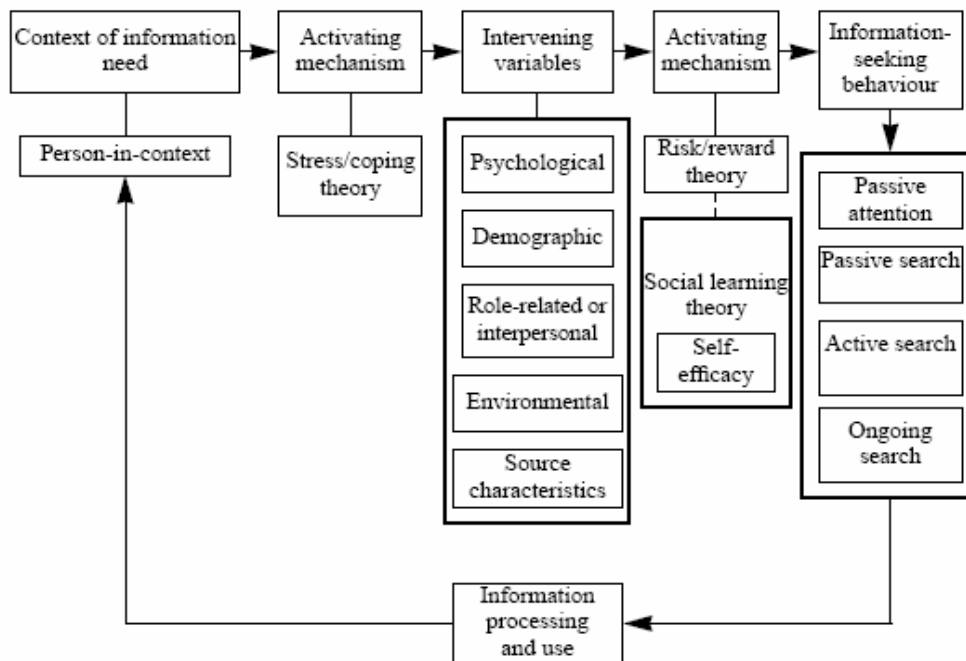 Context of information
need
Activating
mechanism
Intervening
variables
Activating
mechanism
Information-
seeking
behaviour
Person-in-context
Stress/coping
theory
Psychological
Demographic
Role-related or
interpersonal
Environmental
Source
characteristics
Risk/reward
theory
Social learning
theory
Self-
efficacy
Passive
attention
Passive search
Active search
Ongoing
search
Information
processing
and use